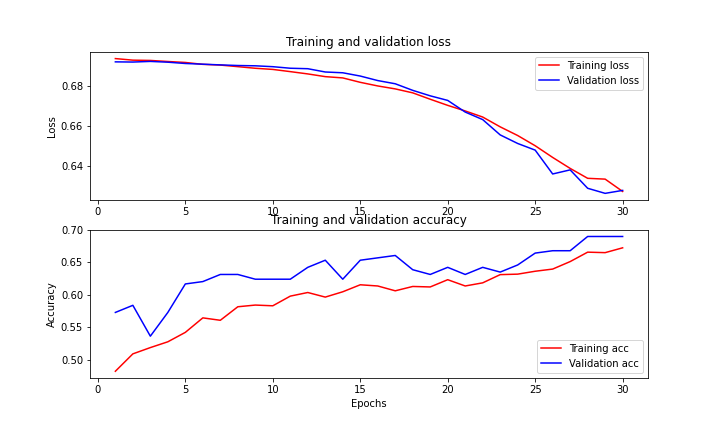 Training and validation loss
Loss
0.68
0.66
0.64
Training loss
Validation loss
0 5 10 15 20 25 30
Training and validation accuracy
Accuracy
0.70
0.65
0.60
0.55
0.50
Training acc
Validation acc
0 5 10 15 20 25 30
Epochs